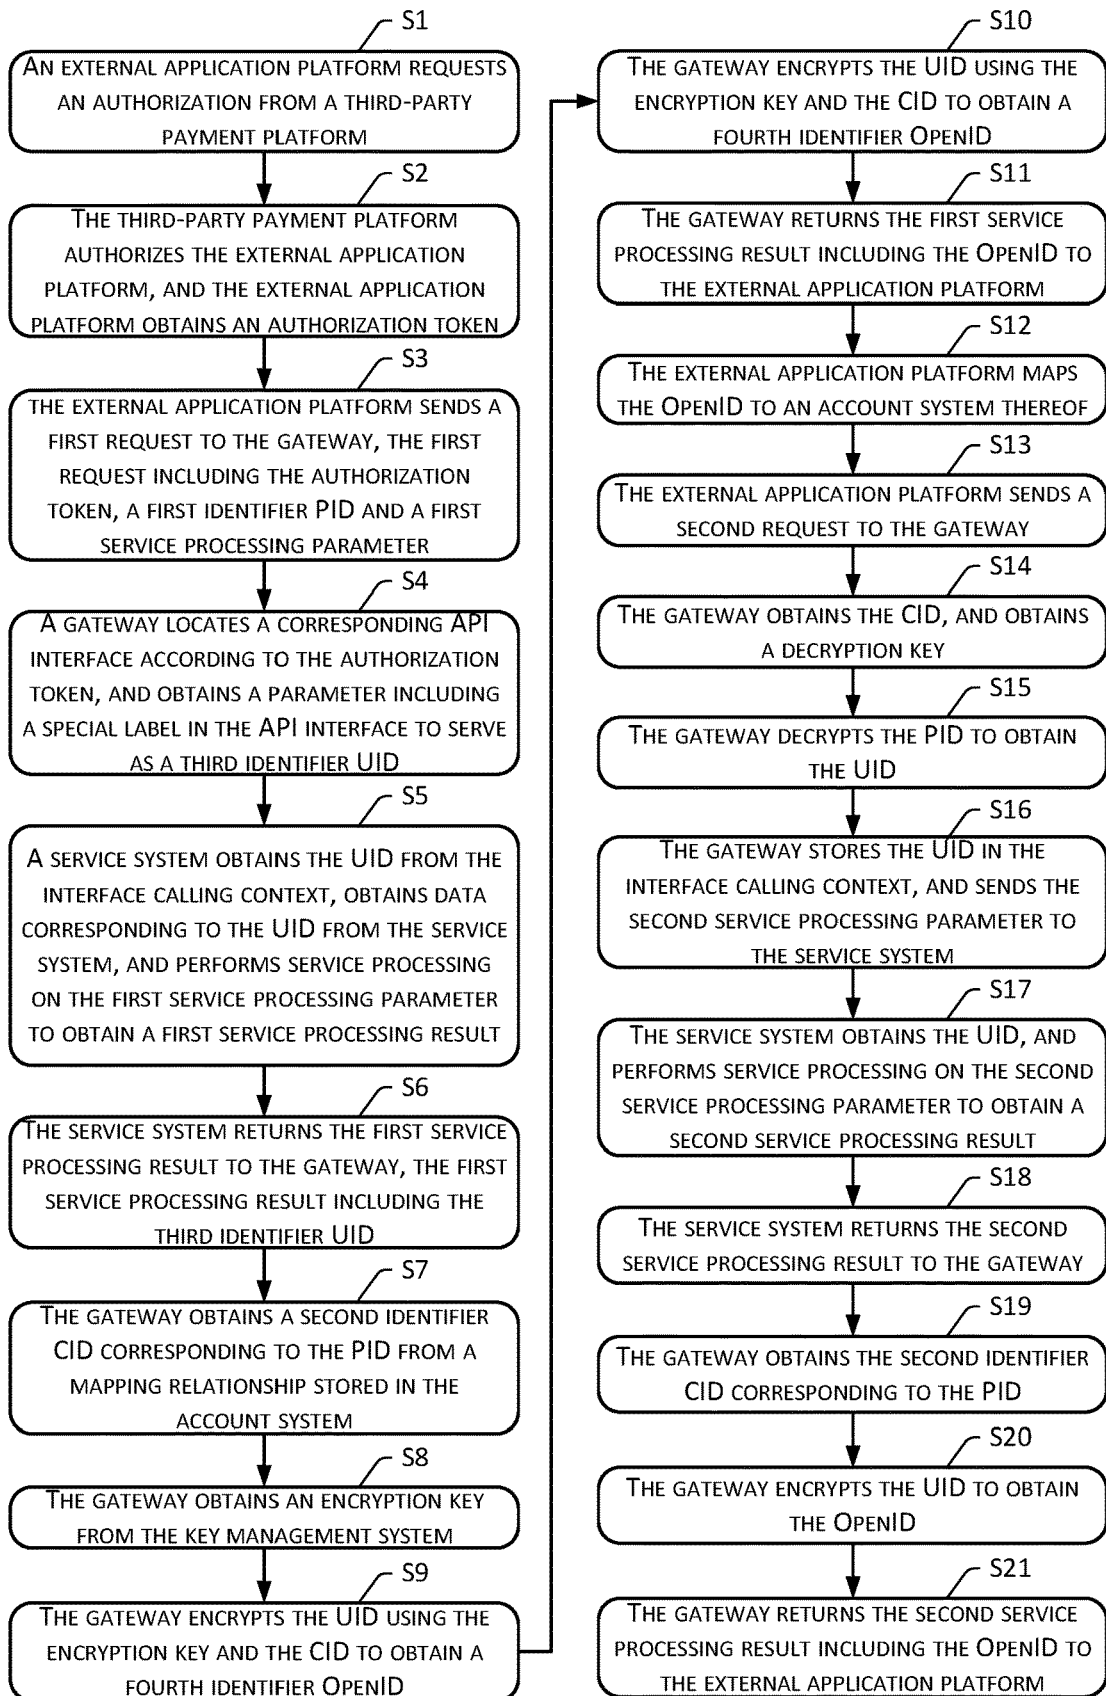 S1
An external application platform requests
an authorization from a third-party
payment platform
S2
The third-party payment platform
authorizes the external application
platform, and the external application
platform obtains an authorization token
S3
the external application platform sends a
first request to the gateway, the first
request including the authorization
token, a first identifier PID and a first
service processing parameter
S4
A gateway locates a corresponding API
interface according to the authorization
token, and obtains a parameter including
a special label in the API interface to serve
as a third identifier UID
S5
A service system obtains the UID from the
interface calling context, obtains data
corresponding to the UID from the service
system, and performs service processing
on the first service processing parameter
to obtain a first service processing result
S6
The service system returns the first service
processing result to the gateway, the first
service processing result including the
third identifier UID
S7
The gateway obtains a second identifier
CID corresponding to the PID from a
mapping relationship stored in the
account system
S8
The gateway obtains an encryption key
from the key management system
S9
The gateway encrypts the UID using the
encryption key and the CID to obtain a
fourth identifier OpenID
S10
The gateway encrypts the UID using the
encryption key and the CID to obtain a
fourth identifier OpenID
S11
The gateway returns the first service
processing result including the OpenID to
the external application platform
S12
The external application platform maps
the OpenID to an account system thereof
S13
The external application platform sends a
second request to the gateway
S14
The gateway obtains the CID, and obtains
a decryption key
S15
The gateway decrypts the PID to obtain
the UID
S16
The gateway stores the UID in the
interface calling context, and sends the
second service processing parameter to
the service system
S17
The service system obtains the UID, and
performs service processing on the second
service processing parameter to obtain a
second service processing result
S18
The service system returns the second
service processing result to the gateway
S19
The gateway obtains the second identifier
CID corresponding to the PID
S20
The gateway encrypts the UID to obtain
the OpenID
S21
The gateway returns the second service
processing result including the OpenID to
the external application platform